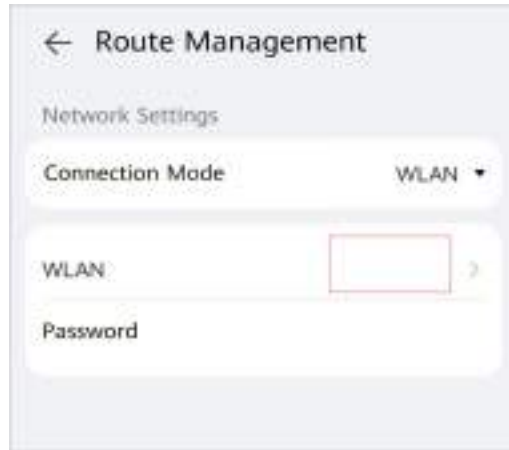 Route Management
Network Settings
Connection Mode WLAN
WLAN
Password